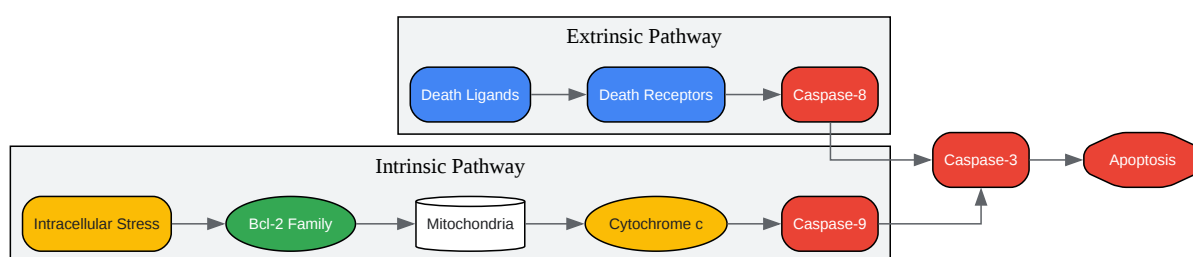 Extrinsic Pathway
Death Ligands
Death Receptors
Caspase-8
Intrinsic Pathway
Intracellular Stress
Bcl-2 Family
Mitochondria
Cytochrome c
Caspase-9
Caspase-3
Apoptosis